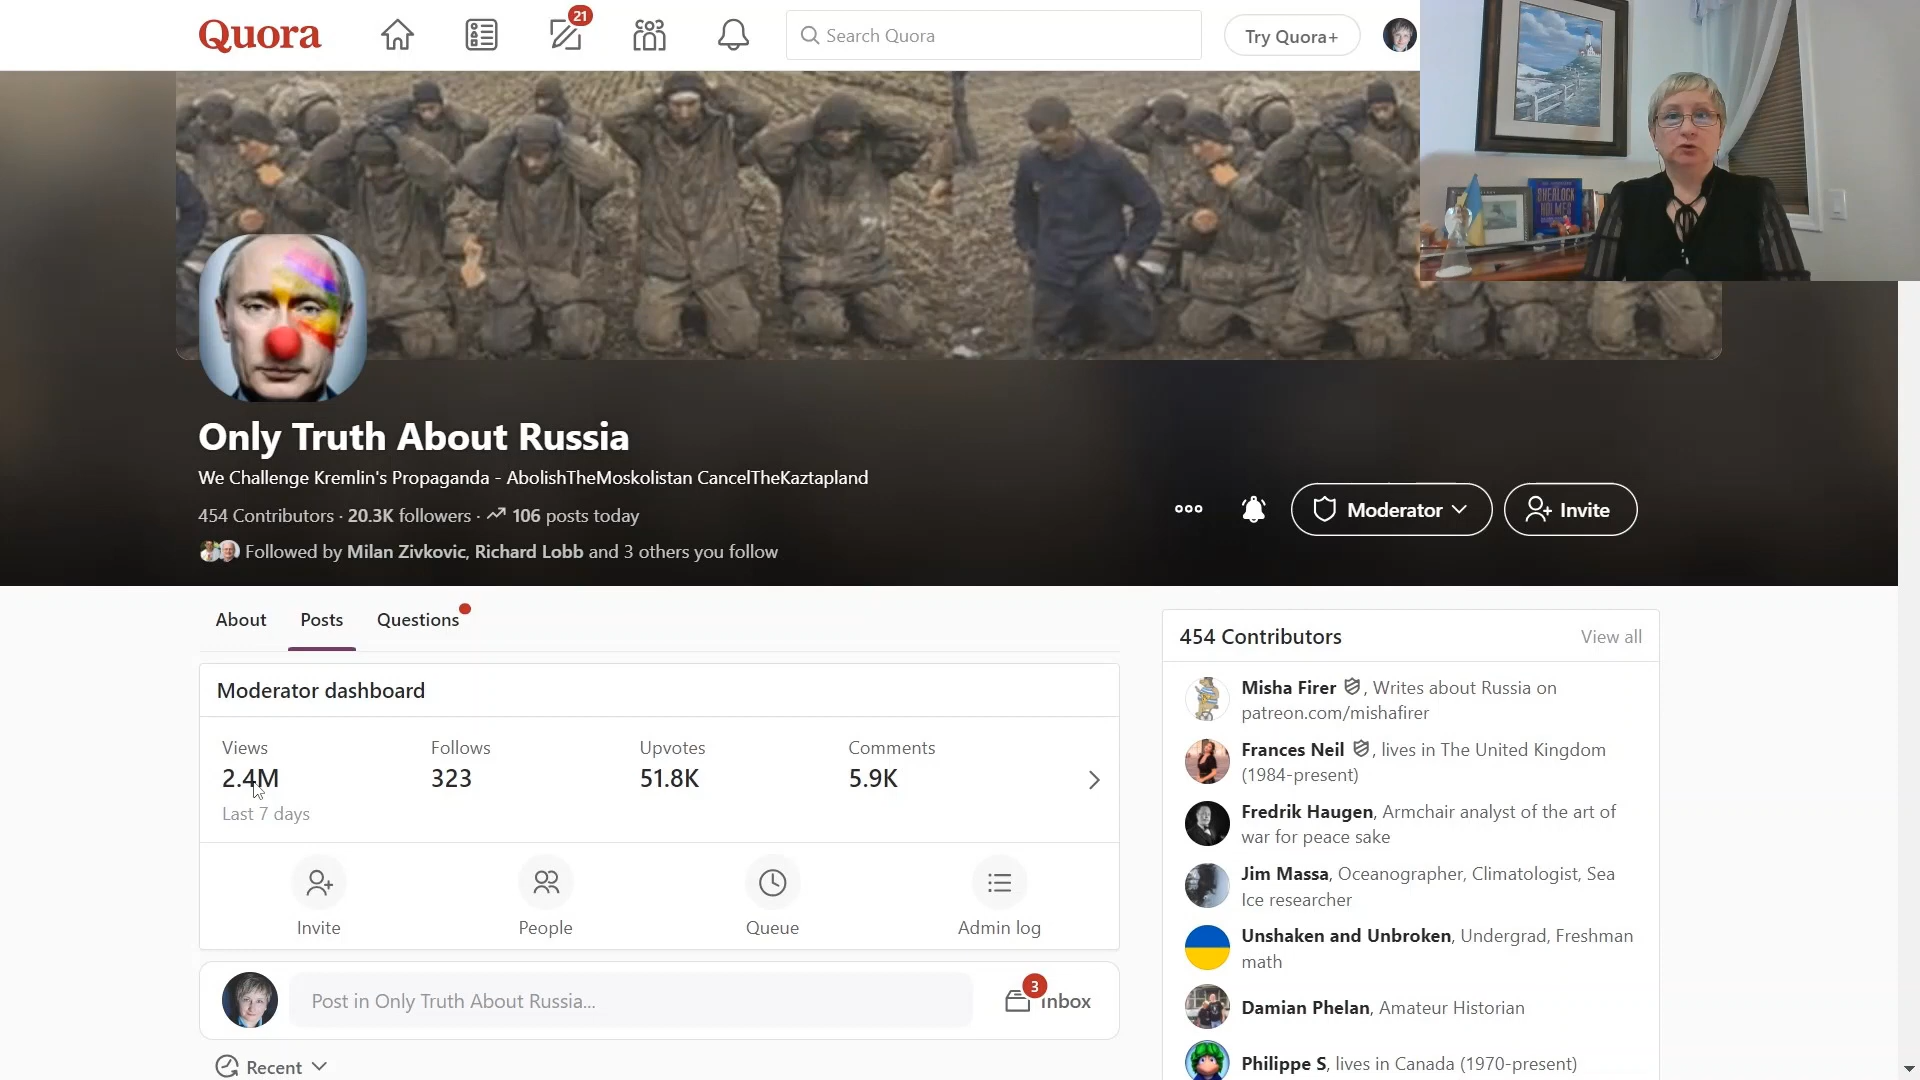 Quora
21
Search Quora
Try Quora+
SHERLOCK
HOLMES
Only Truth About Russia
We Challenge Kremlin's Propaganda - AbolishTheMoskolistan CancelTheKaztapland
454 Contributors · 20.3K followers · 106 posts today
Followed by Milan Zivkovic, Richard Lobb and 3 others you follow
Moderator
Invite
About
Posts
Questions
Moderator dashboard
Views
Follows
Upvotes
Comments
2.4M
323
51.8K
5.9K
Last 7 days
Invite
People
Queue
Admin log
Post in Only Truth About Russia...
3
Inbox
Recent
454 Contributors
View all
Misha Firer , Writes about Russia on
patreon.com/mishafirer
Frances Neil , lives in The United Kingdom
(1984-present)
Fredrik Haugen, Armchair analyst of the art of
war for peace sake
Jim Massa, Oceanographer, Climatologist, Sea
Ice researcher
Unshaken and Unbroken, Undergrad, Freshman
math
Damian Phelan, Amateur Historian
Philippe S, lives in Canada (1970-present)